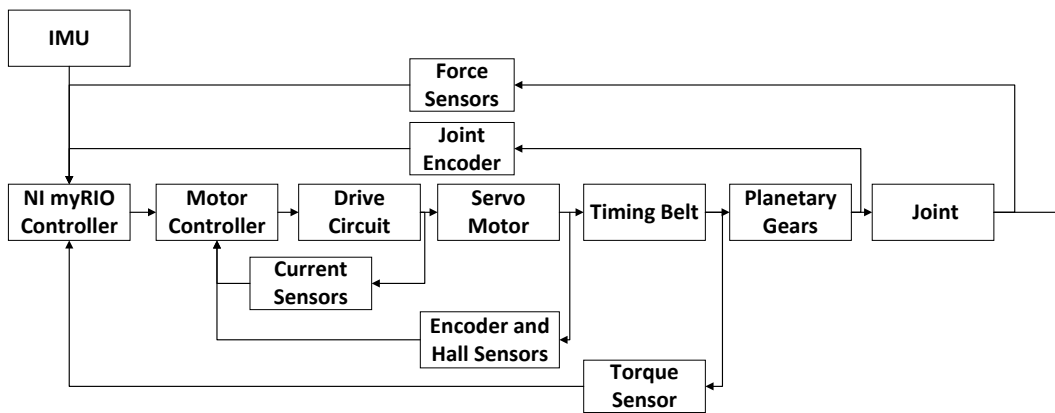 IMU
Force
Sensors
Joint
Encoder
NI myRIO
Controller
Motor
Controller
Drive
Circuit
Servo
Motor
Timing Belt
Planetary
Gears
Joint
Current
Sensors
Encoder and
Hall Sensors
Torque
Sensor